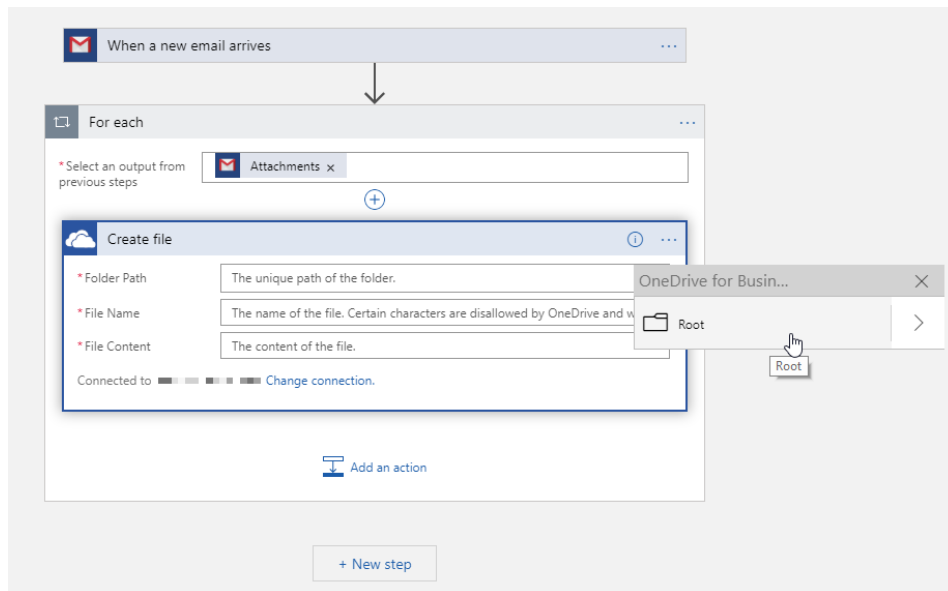 When a new email arrives
For each
*Select an output from
previous steps
Attachments x
Create file
*Folder Path
The unique path of the folder.
OneDrive for Busin...
*File Name
The name of the file. Certain characters are disallowed by OneDrive and w
Root
*File Content
The content of the file.
Root
Connected to
Change connection.
Add an action
+ New step